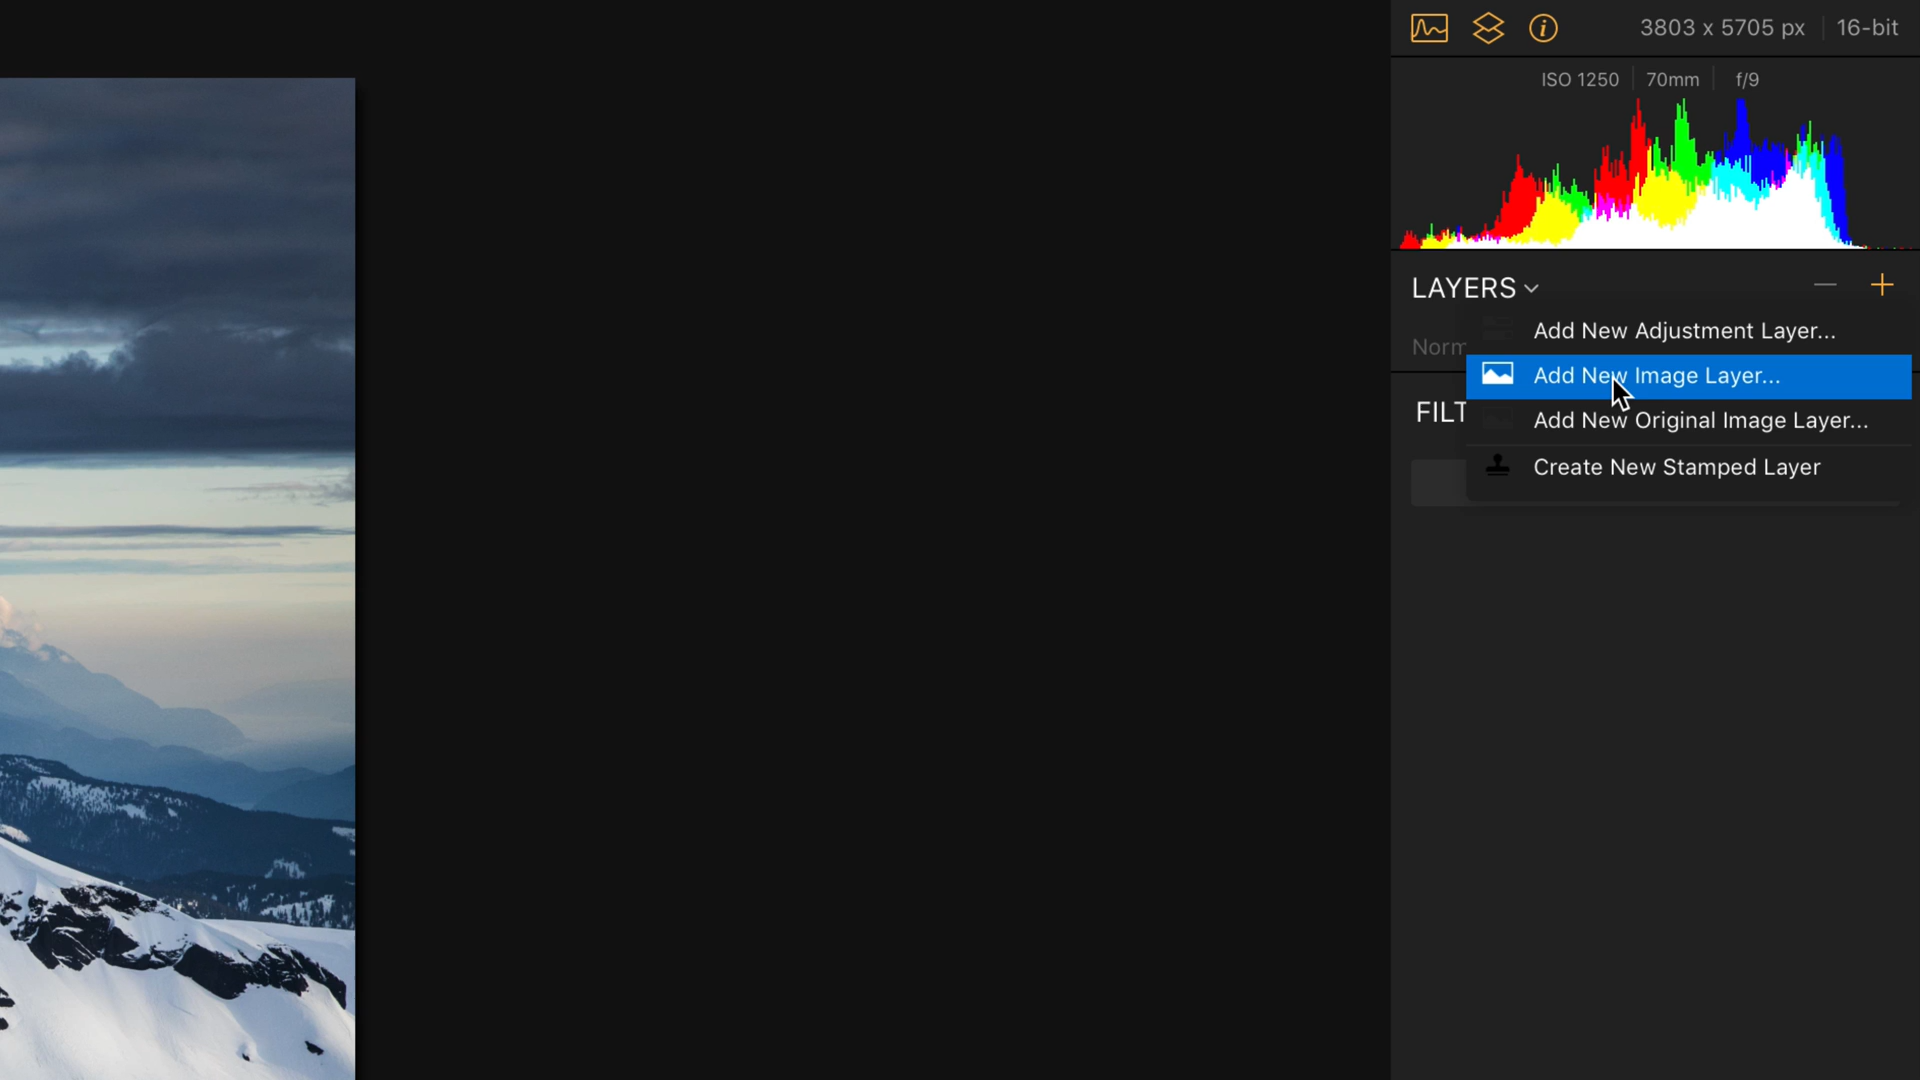 3803 x 5705 px 16-bit
ISO 1250 70mm f/9
LAYERS
Add New Adjustment Layer...
Norm
Add New Image Layer...
FILT
Add New Original Image Layer...
Create New Stamped Layer